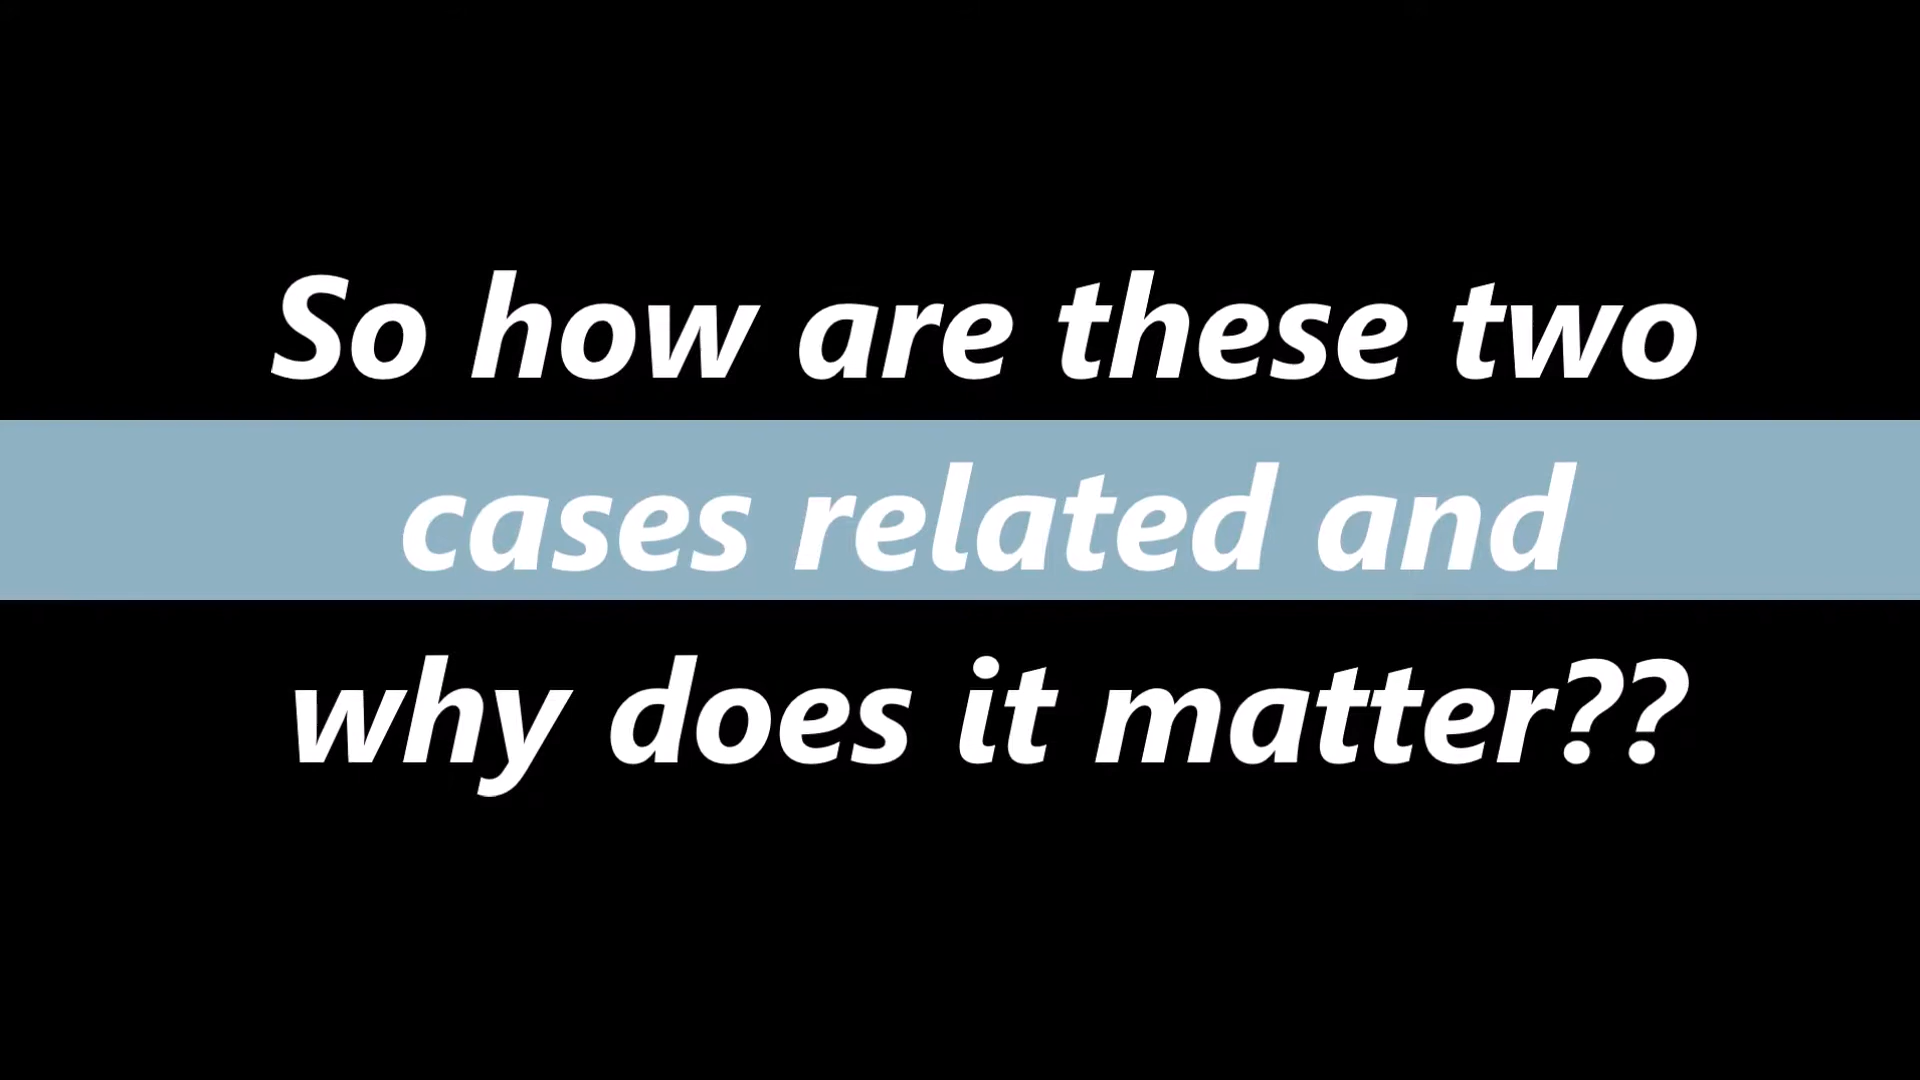 So how are these two
cases related and
why does it matter??